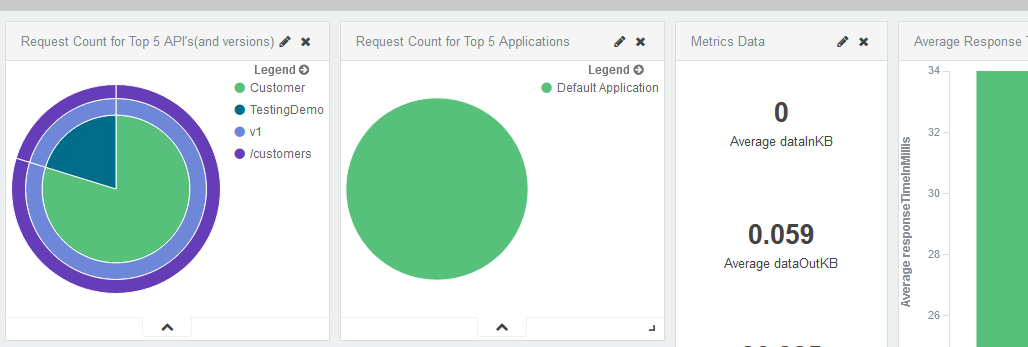 Request Count for Top 5 API's(and versions)
Legend
Customer
TestingDemo
v1
/customers
Request Count for Top 5 Applications
Legend
Default Application
Metrics Data
0
Average dataInKB
0.059
Average dataOutKB
Average Response
34
32
30
28
26
Average responseTimeInMillis